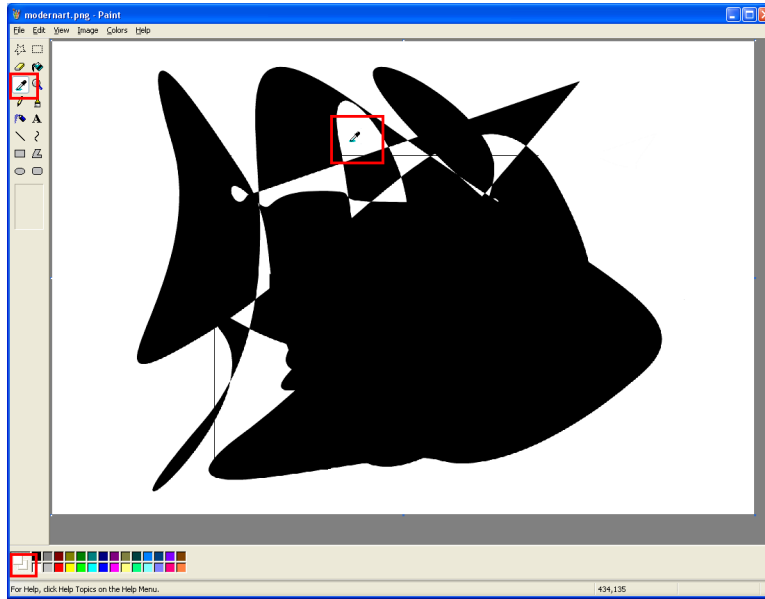 modernart.png - Paint
File Edit View Image Colors Help
A
For Help, click Help Topics on the Help Menu.
434,135